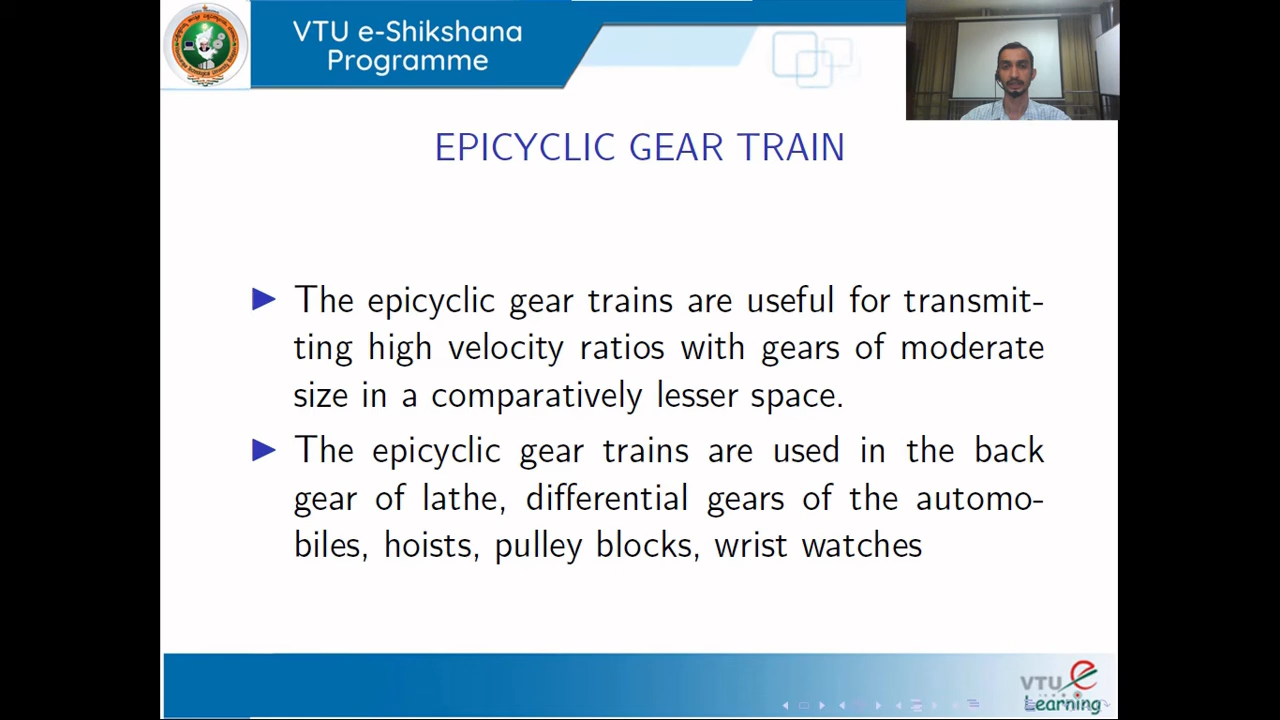 VTU e-Shikshana
Programme
EPICYCLIC GEAR TRAIN
The epicyclic gear trains are useful for transmit-
ting high velocity ratios with gears of moderate
size in a comparatively lesser space.
The epicyclic gear trains are used in the back
gear of lathe, differential gears of the automo-
biles, hoists, pulley blocks, wrist watches
VTU e
Learning